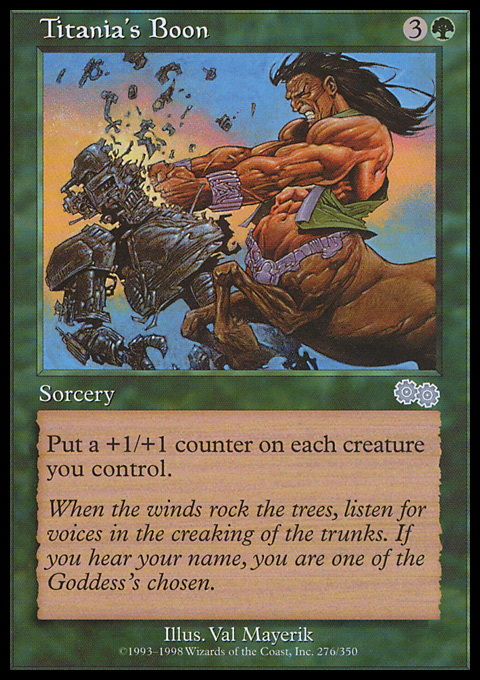 Titania's Boon 3
Sorcery
Put a +1/+1 counter on each creature
you control.
When the winds rock the trees, listen for
voices in the creaking of the trunks. If
you hear your name, you are one of the
Goddess's chosen.
Illus. Val Mayerik
©1993–1998 Wizards of the Coast, Inc. 276/350